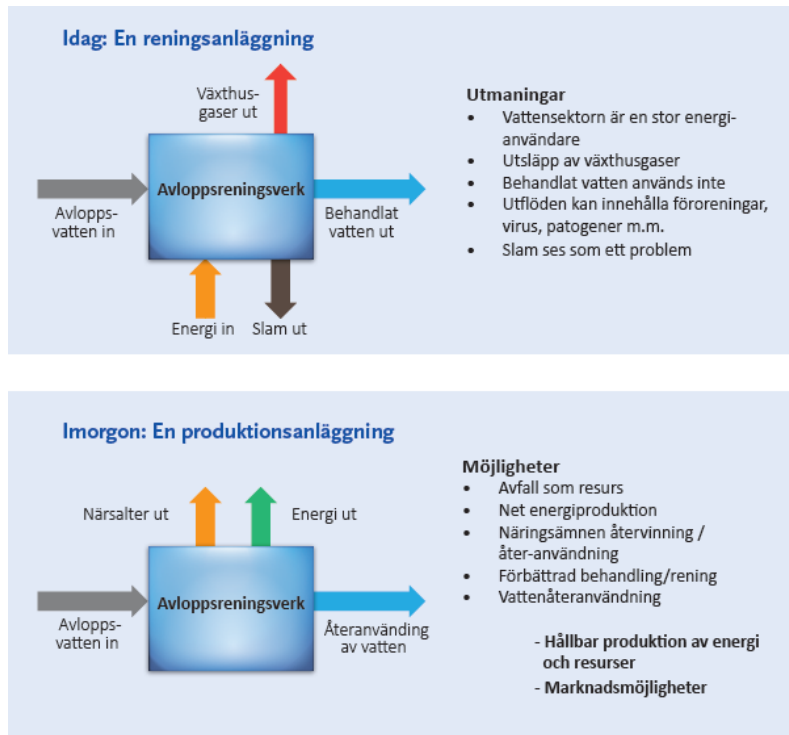 Idag: En reningsanläggning
Växthus-
gaser ut
Avloppsreningsverk
Avlopps-
vatten in
Behandlat
vatten ut
Energi in
Slam ut
Utmaningar
• Vattensektorn är en stor energi-
användare
• Utsläpp av växthusgaser
• Behandlat vatten används inte
• Utflöden kan innehålla föroreningar,
virus, patogener m.m.
• Slam ses som ett problem
Imorgon: En produktionsanläggning
Närsalter ut
Energi ut
Avloppsreningsverk
Avlopps-
vatten in
Återanvänding
av vatten
Möjligheter
• Avfall som resurs
• Net energiproduktion
• Näringsämnen återvinning /
åter-användning
• Förbättrad behandling/rening
• Vattenåteranvändning
- Hållbar produktion av energi
och resurser
- Marknadsmöjligheter